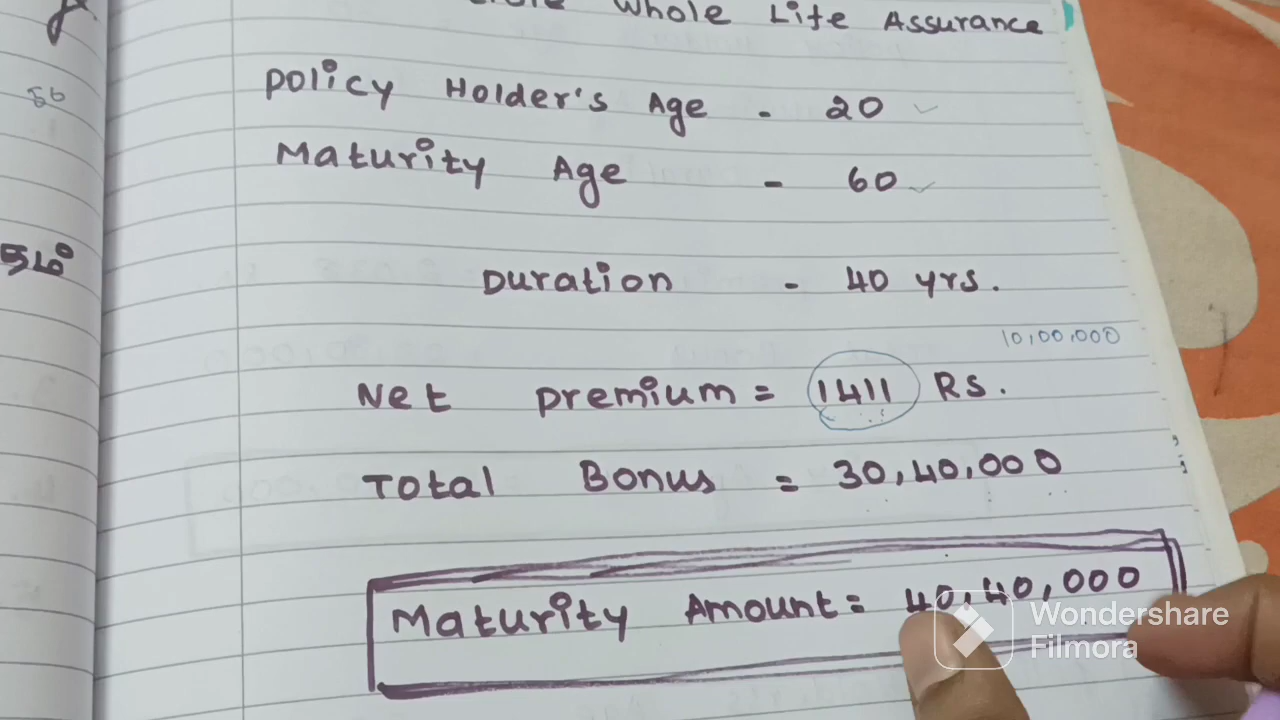 Whole Life Assurance
Policy Holder's Age - 20
Maturity Age - 60
Duration - 40 yrs.
10,00,000
Net premium = 1411 Rs.
Total Bonus = 30,40,000
Maturity Amount = 40,40,000
Wondershare
Filmora